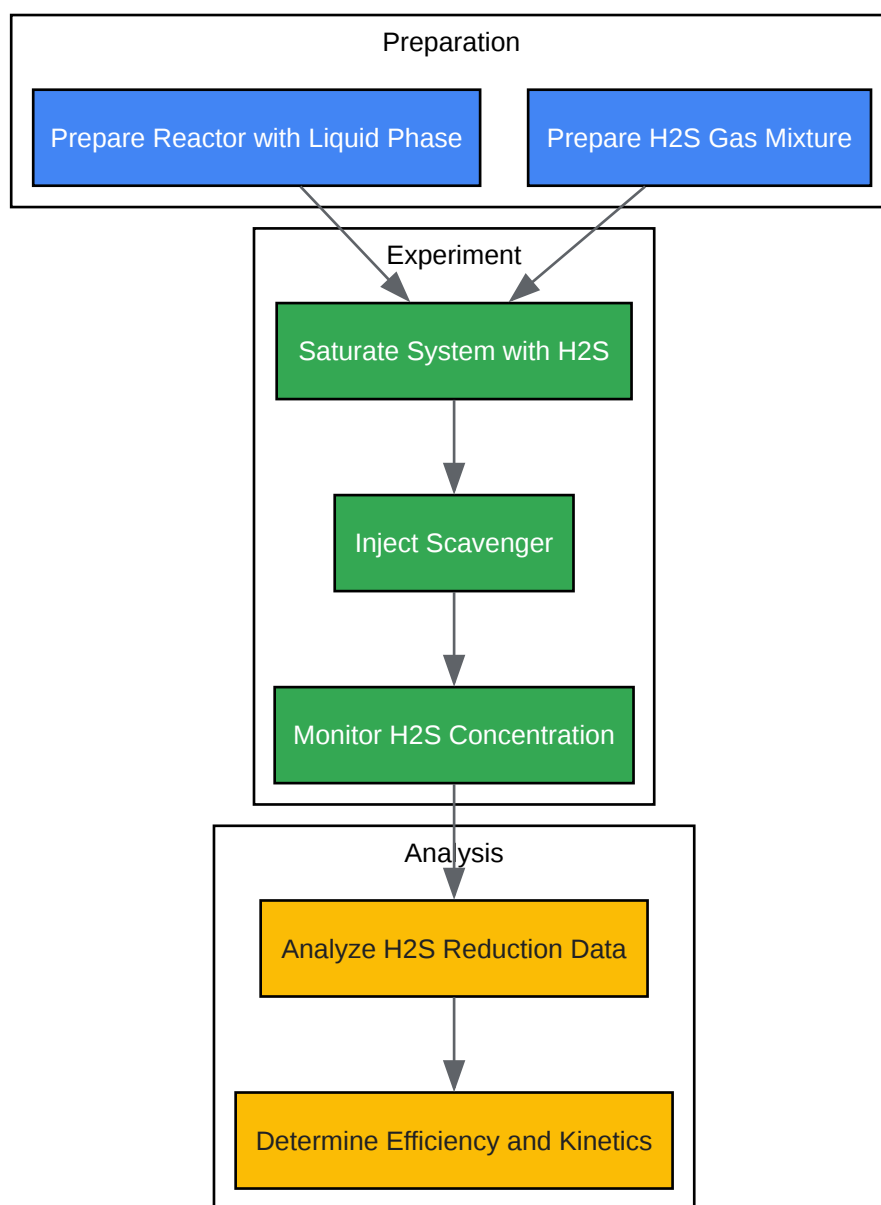 Preparation
Prepare Reactor with Liquid Phase
Prepare H2S Gas Mixture
Experiment
Saturate System with H2S
Inject Scavenger
Monitor H2S Concentration
Analysis
Analyze H2S Reduction Data
Determine Efficiency and Kinetics